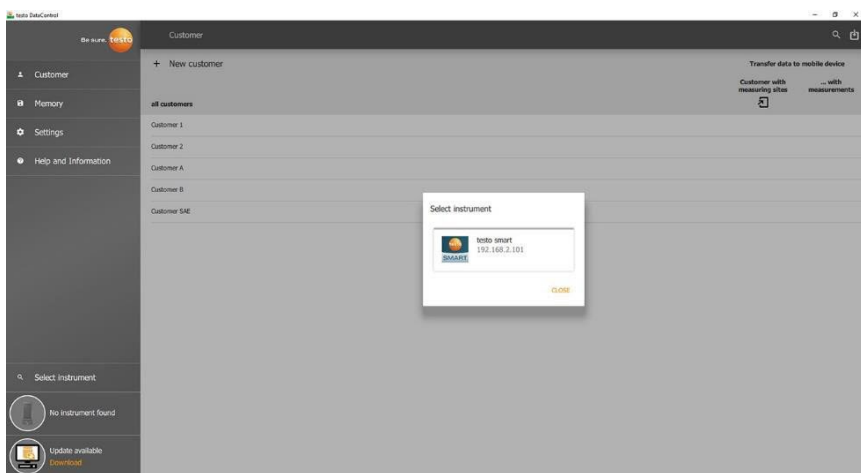 testo DataControl
Be sure. testo
Customer
Customer
Memory
Settings
Help and Information
+ New customer
Transfer data to mobile device
Customer with
measuring sites
... with
measurements
all customers
Customer 1
Customer 2
Customer A
Customer B
Customer SAE
Select instrument
testo smart
192.168.2.101
SMART
CLOSE
Select instrument
No instrument found
Update available
Download